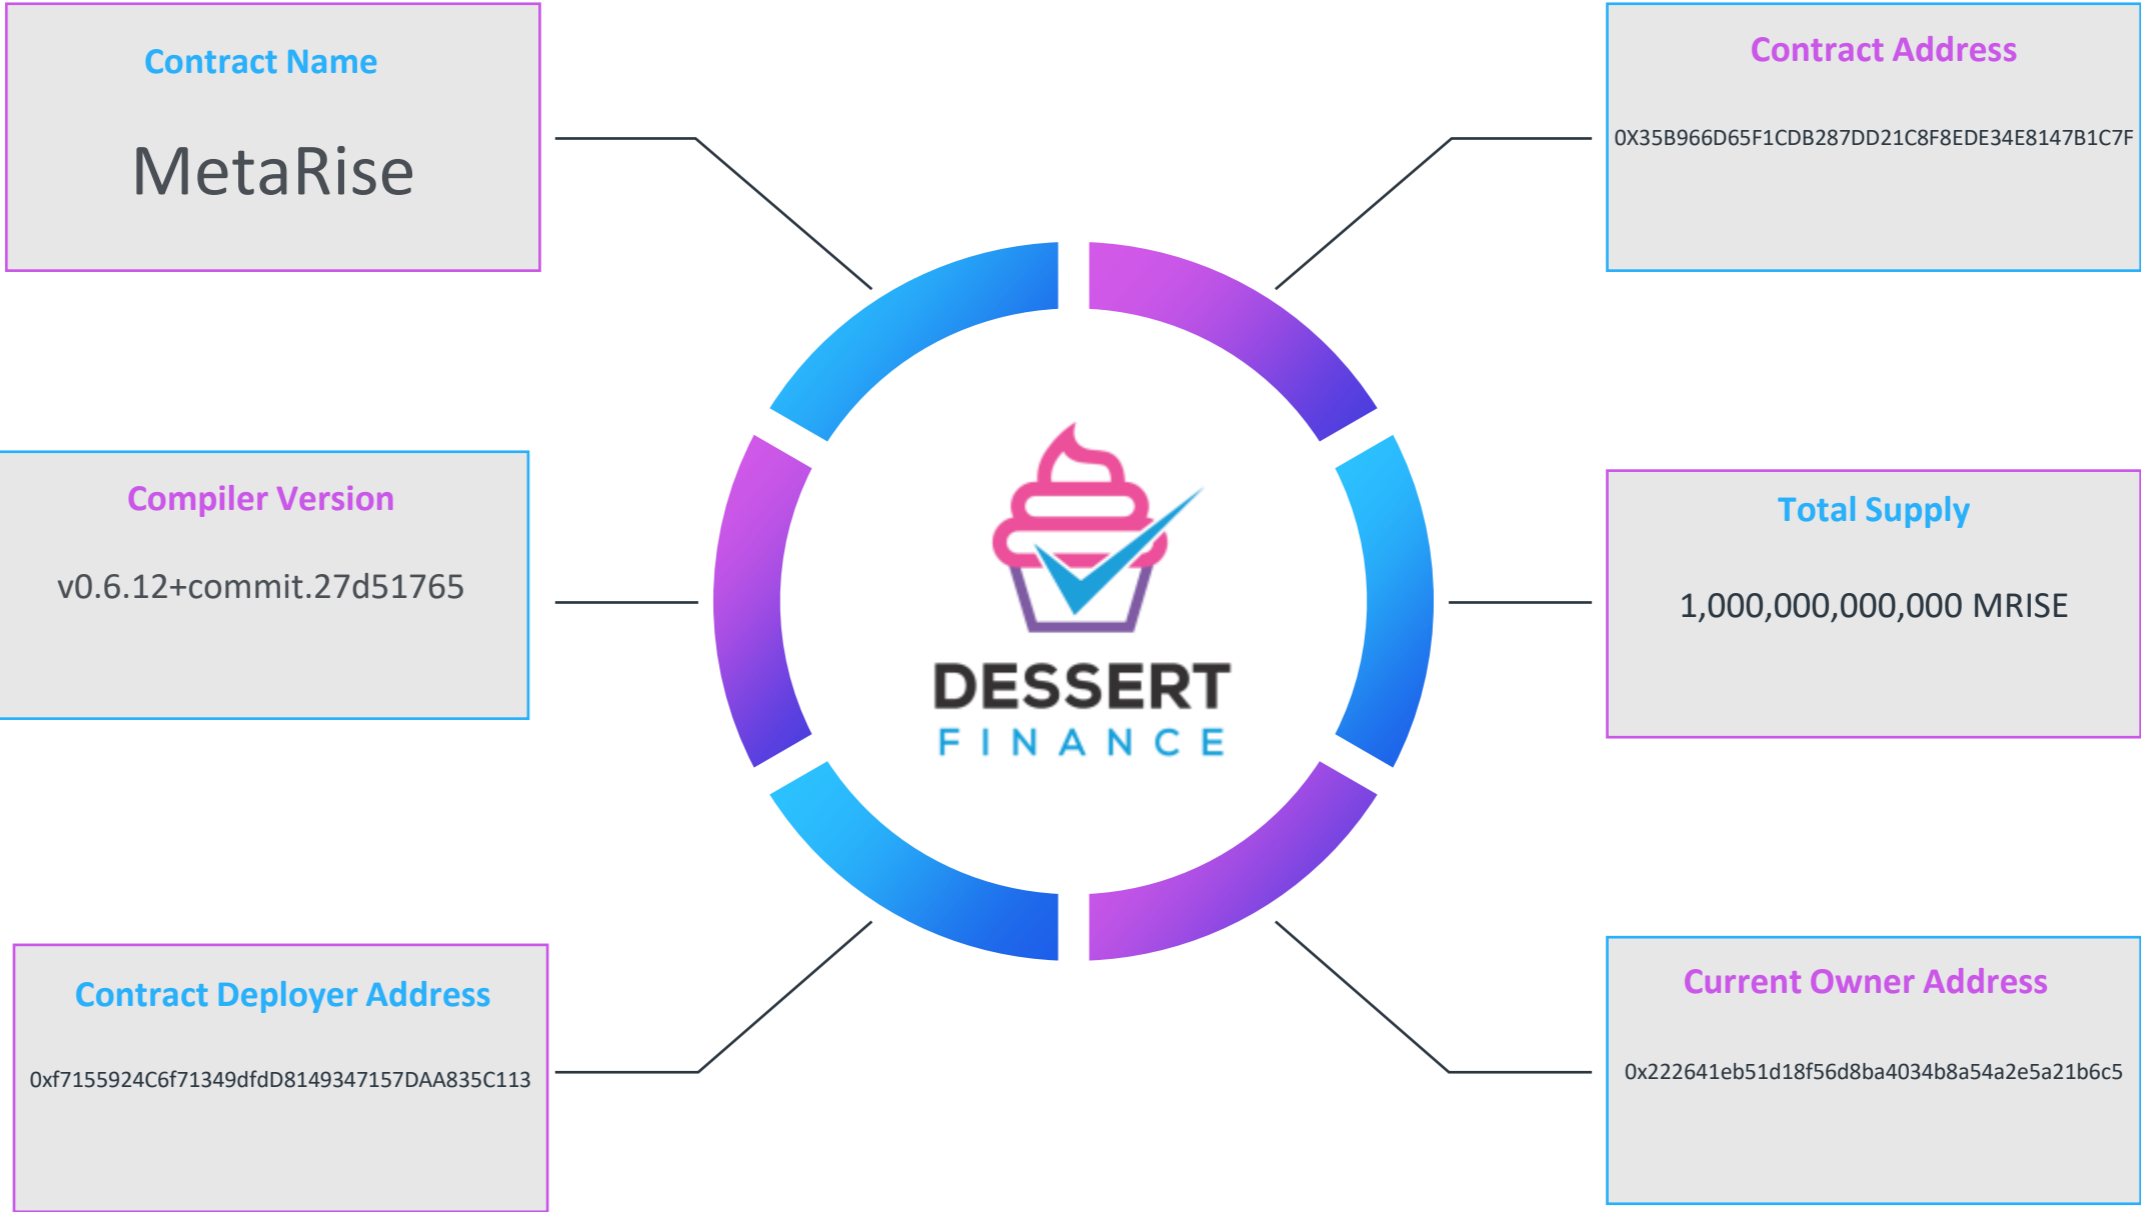 Contract Name
MetaRise
Contract Address
0X35B966D65F1CDB287DD21C8F8EDE34E8147B1C7F
Compiler Version
v0.6.12+commit.27d51765
DESSERT
FINANCE
Total Supply
1,000,000,000,000 MRISE
Contract Deployer Address
0xf7155924C6f71349dfdD8149347157DAA835C113
Current Owner Address
0x222641eb51d18f56d8ba4034b8a54a2e5a21b6c5